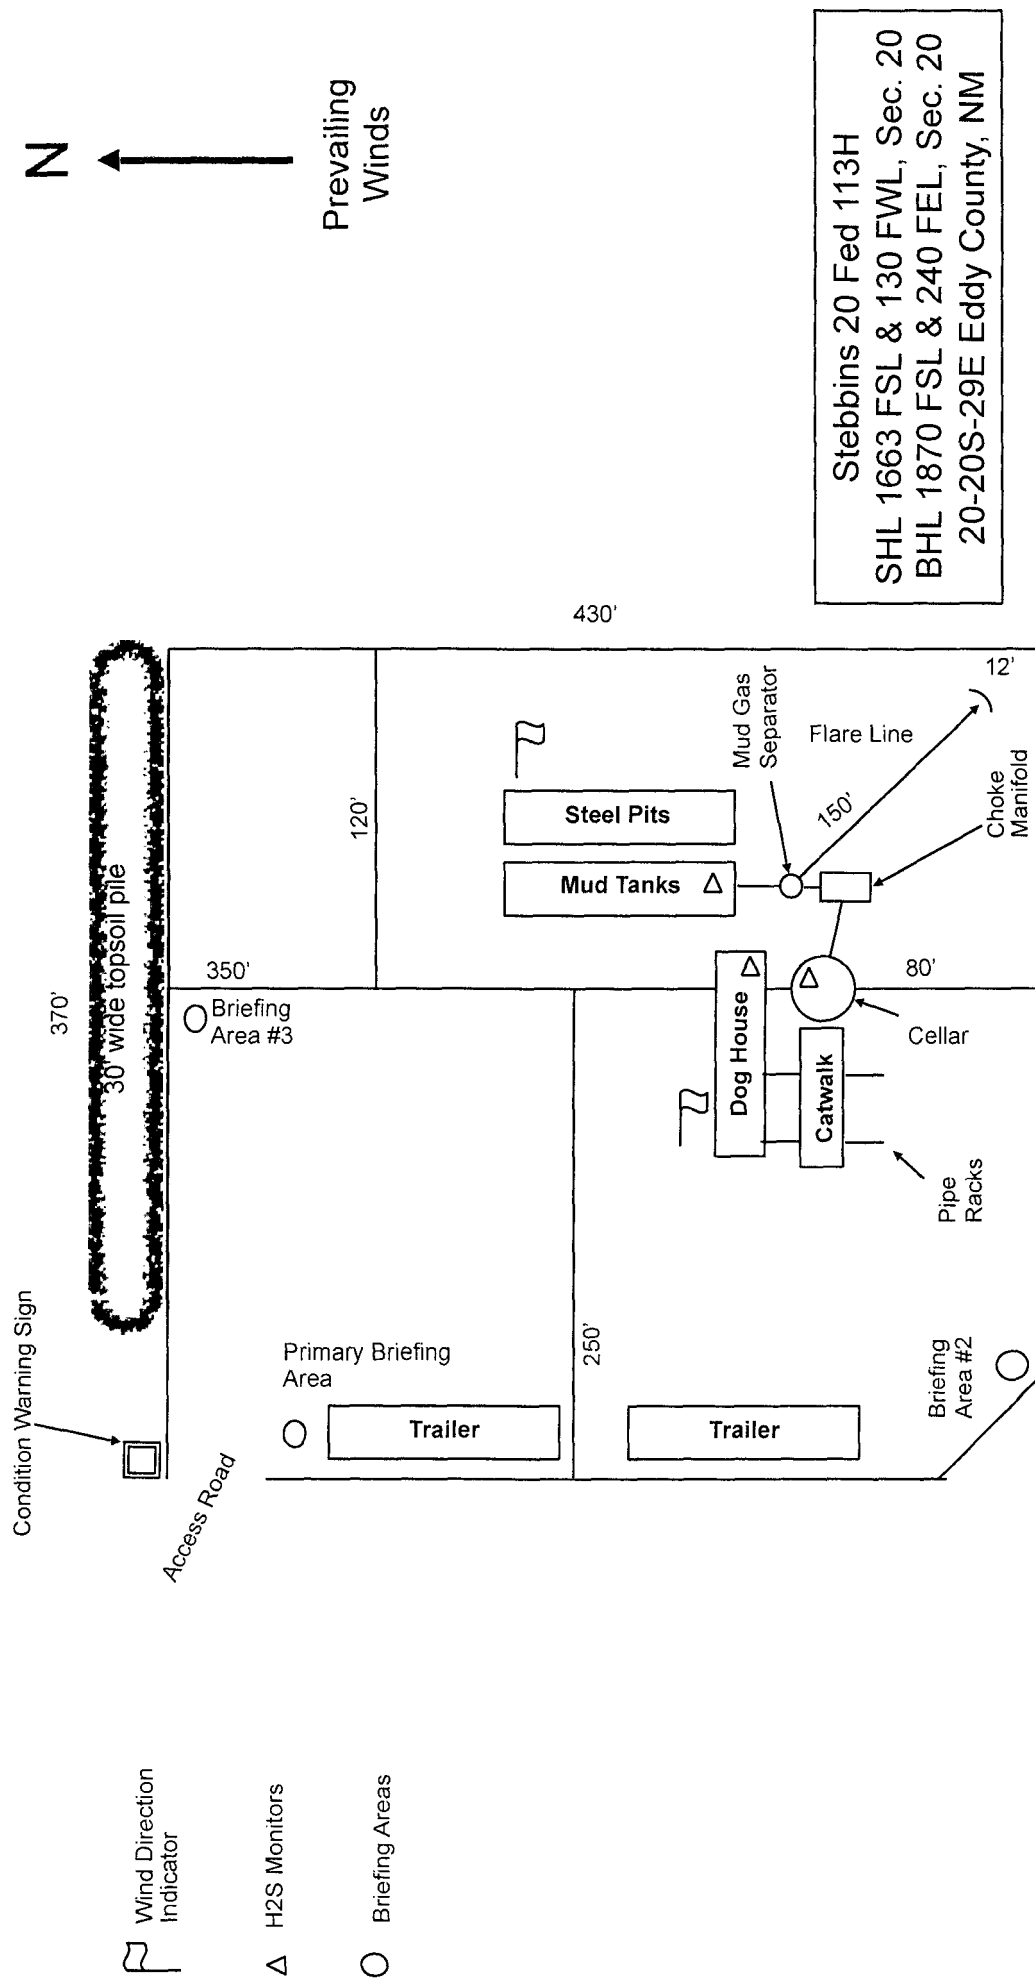 N
Prevailing
Winds
Condition Warning Sign
370'
30' wide topsoil pile
Access Road
350'
Briefing
Area #3
120'
430'
Primary Briefing
Area
Trailer
250'
Trailer
Steel Pits
Mud Tanks
Mud Gas
Separator
Flare Line
150'
12'
Choke
Manifold
Dog House
Catwalk
80'
Cellar
Pipe
Racks
Briefing
Area #2
Wind Direction
Indicator
H2S Monitors
Briefing Areas
Stebbins 20 Fed 113H
SHL 1663 FSL & 130 FWL, Sec. 20
BHL 1870 FSL & 240 FEL, Sec. 20
20-20S-29E Eddy County, NM